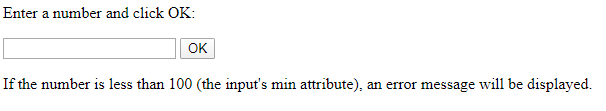 Enter a number and click OK:
OK
If the number is less than 100 (the input's min attribute), an error message will be displayed.